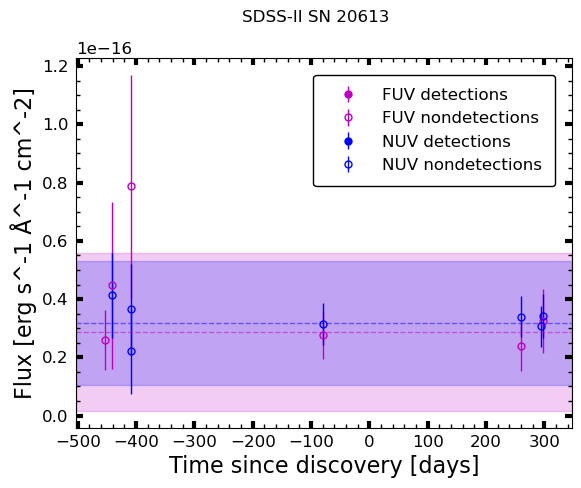 SDSS-II SN 20613
1e−16
1.2
1.0
0.8
0.6
0.4
0.2
0.0
Flux [erg s^-1 Å^-1 cm^-2]
FUV detections
FUV nondetections
NUV detections
NUV nondetections
−500 −400 −300 −200 −100 0 100 200 300
Time since discovery [days]